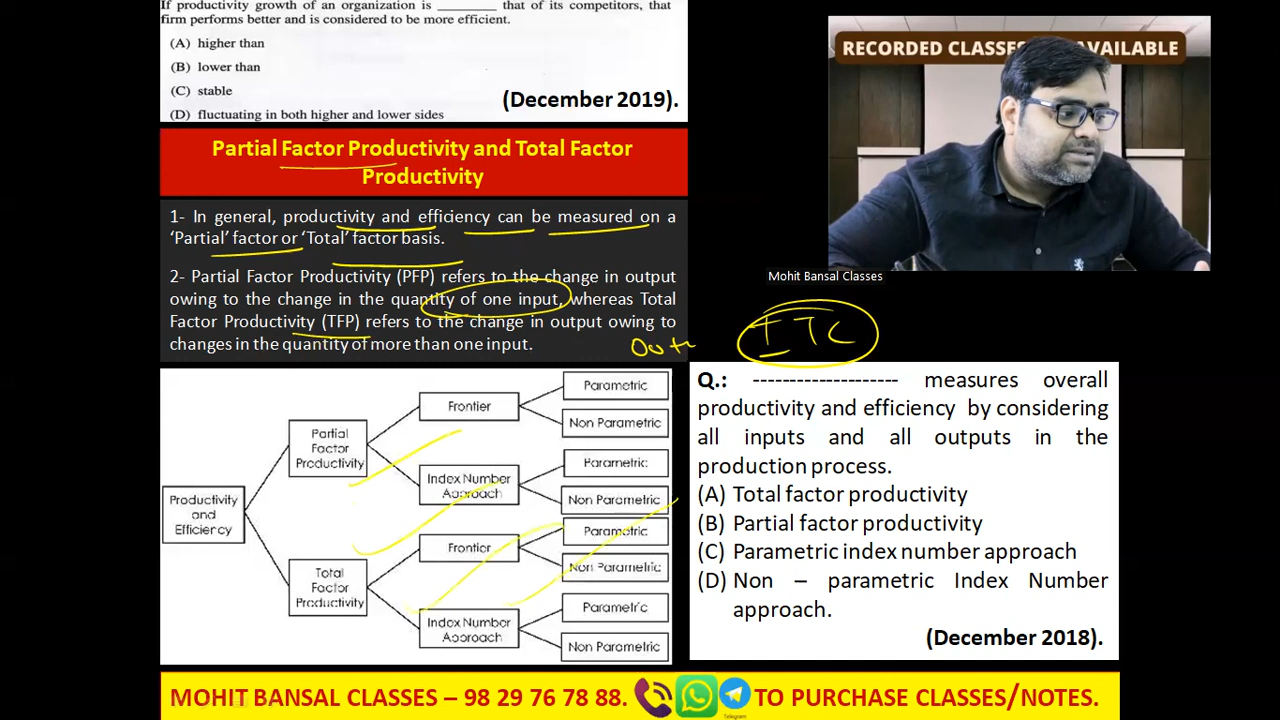 If productivity growth of an organization is ________ that of its competitors, that
firm performs better and is considered to be more efficient.
(A) higher than
(B) lower than
(C) stable
(D) fluctuating in both higher and lower sides
(December 2019).
RECORDED CLASSES AVAILABLE
Mohit Bansal Classes
Partial Factor Productivity and Total Factor
Productivity
1- In general, productivity and efficiency can be measured on a
‘Partial’ factor or ‘Total’ factor basis.
2- Partial Factor Productivity (PFP) refers to the change in output
owing to the change in the quantity of one input, whereas Total
Factor Productivity (TFP) refers to the change in output owing to
changes in the quantity of more than one input.
ITC
Productivity
and
Efficiency
Partial
Factor
Productivity
Total
Factor
Productivity
Frontier
Index Number
Approach
Frontier
Index Number
Approach
Parametric
Non Parametric
Parametric
Non Parametric
Parametric
Non Parametric
Parametric
Non Parametric
Q.: -------------------- measures overall
productivity and efficiency by considering
all inputs and all outputs in the
production process.
(A) Total factor productivity
(B) Partial factor productivity
(C) Parametric index number approach
(D) Non – parametric Index Number
approach.
(December 2018).
MOHIT BANSAL CLASSES – 98 29 76 78 88. TO PURCHASE CLASSES/NOTES.
Telegram